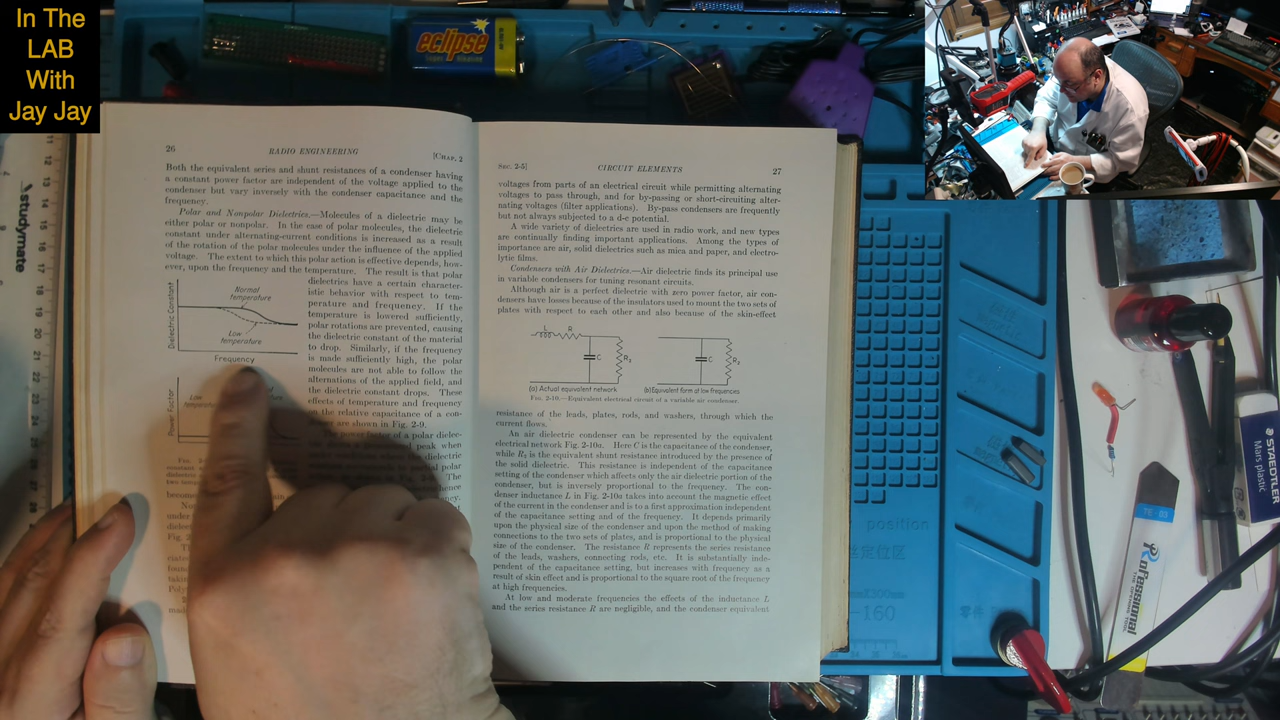 In The
LAB
With
Jay Jay
eclipse
Super Alkaline
studymate
26 RADIO ENGINEERING [CHAP. 2
Both the equivalent series and shunt resistances of a condenser having
a constant power factor are independent of the voltage applied to the
condenser but vary inversely with the condenser capacitance and the
frequency.
Polar and Nonpolar Dielectrics.—Molecules of a dielectric may be
either polar or nonpolar. In the case of polar molecules, the dielectric
constant under alternating-current conditions is increased as a result
of the rotation of the polar molecules under the influence of the applied
voltage. The extent to which this polar action is effective depends, how-
ever, upon the frequency and the temperature. The result is that polar
dielectrics have a certain character-
istic behavior with respect to tem-
perature and frequency. If the
temperature is lowered sufficiently,
polar rotations are prevented, causing
the dielectric constant of the material
to drop. Similarly, if the frequency
is made sufficiently high, the polar
molecules are not able to follow the
alternations of the applied field, and
the dielectric constant drops. These
effects of temperature and frequency
on the relative capacitance of a con-
are shown in Fig. 2-9.
power factor of a polar dielec-
peak when
dielectric
polar
The
Dielectric Constant
Normal
temperature
Low
temperature
Frequency
Power Factor
Low
SEC. 2-5] CIRCUIT ELEMENTS 27
voltages from parts of an electrical circuit while permitting alternating
voltages to pass through, and for by-passing or short-circuiting alter-
nating voltages (filter applications). By-pass condensers are frequently
but not always subjected to a d-c potential.
A wide variety of dielectrics are used in radio work, and new types
are continually finding important applications. Among the types of
importance are air, solid dielectrics such as mica and paper, and electro-
lytic films.
Condensers with Air Dielectrics.—Air dielectric finds its principal use
in variable condensers for tuning resonant circuits.
Although air is a perfect dielectric with zero power factor, air con-
densers have losses because of the insulators used to mount the two sets of
plates with respect to each other and also because of the skin-effect
L R
C R₂
C R₂
(a) Actual equivalent network (b) Equivalent form at low frequencies
FIG. 2-10.—Equivalent electrical circuit of a variable air condenser.
resistance of the leads, plates, rods, and washers, through which the
current flows.
An air dielectric condenser can be represented by the equivalent
electrical network Fig. 2-10a. Here C is the capacitance of the condenser,
while R₂ is the equivalent shunt resistance introduced by the presence of
the solid dielectric. This resistance is independent of the capacitance
setting of the condenser which affects only the air dielectric portion of the
condenser, but is inversely proportional to the frequency. The con-
denser inductance L in Fig. 2-10a takes into account the magnetic effect
of the current in the condenser and is to a first approximation independent
of the capacitance setting and of the frequency. It depends primarily
upon the physical size of the condenser and upon the method of making
connections to the two sets of plates, and is proportional to the physical
size of the condenser. The resistance R represents the series resistance
of the leads, washers, connecting rods, etc. It is substantially inde-
pendent of the capacitance setting, but increases with frequency as a
result of skin effect and is proportional to the square root of the frequency
at high frequencies.
At low and moderate frequencies the effects of the inductance L
and the series resistance R are negligible, and the condenser equivalent
position
定位区
-160
STAEDTLER
Mars plastic
TE-03
Rofessional